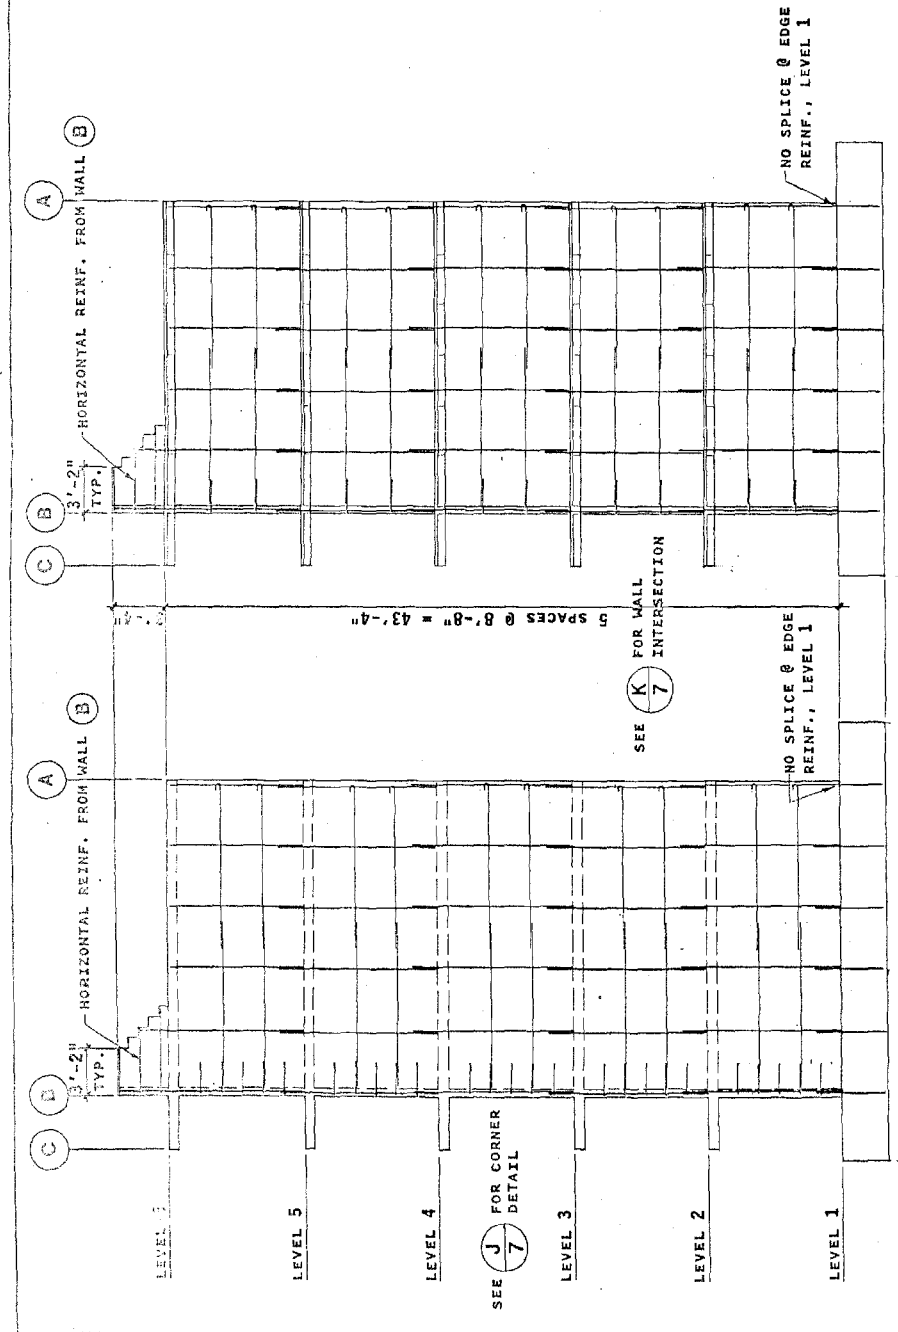 C
B
A
3'-2"
TYP.
HORIZONTAL REINF. FROM WALL B
LEVEL
LEVEL 5
LEVEL 4
LEVEL 3
LEVEL 2
LEVEL 1
SEE J/7 FOR CORNER
DETAIL
NO SPLICE @ EDGE
REINF., LEVEL 1
5 SPACES @ 8'-8" = 43'-4"
SEE K/7 FOR WALL
INTERSECTION
C
B
A
3'-2"
TYP.
HORIZONTAL REINF. FROM WALL B
NO SPLICE @ EDGE
REINF., LEVEL 1